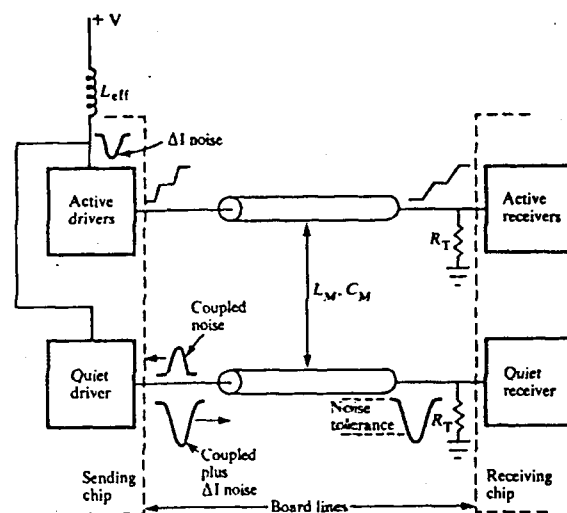 + V
L_eff
ΔI noise
Active
drivers
Active
receivers
R_T
L_M, C_M
Coupled
noise
Quiet
driver
Quiet
receiver
Noise
tolerance
R_T
Coupled
plus
ΔI noise
Sending
chip
Receiving
chip
Board lines